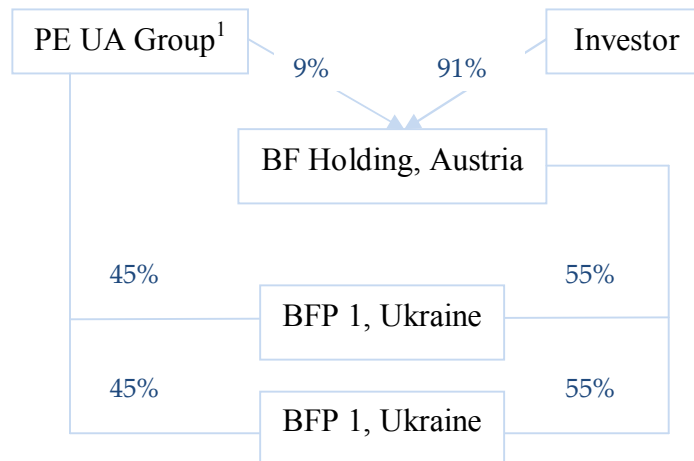 PE UA Group¹
Investor
9%
91%
BF Holding, Austria
45%
55%
BFP 1, Ukraine
45%
55%
BFP 1, Ukraine